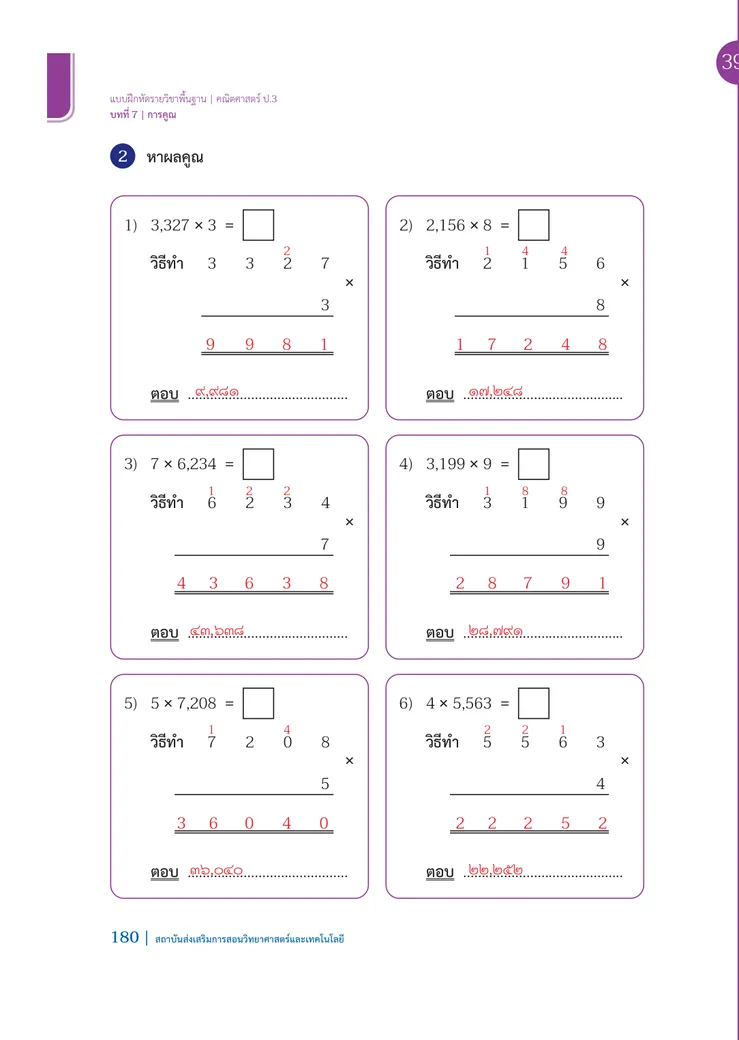 39
แบบฝึกหัดรายวิชาพื้นฐาน | คณิตศาสตร์ ป.3
บทที่ 7 | การคูณ
2 หาผลคูณ
1) 3,327 × 3 =
2
วิธีทำ 3 3 2 7
×
3
9 9 8 1
ตอบ ๙,๙๘๑
2) 2,156 × 8 =
1 4 4
วิธีทำ 2 1 5 6
×
8
1 7 2 4 8
ตอบ ๑๗,๒๔๘
3) 7 × 6,234 =
1 2 2
วิธีทำ 6 2 3 4
×
7
4 3 6 3 8
ตอบ ๔๓,๖๓๘
4) 3,199 × 9 =
1 8 8
วิธีทำ 3 1 9 9
×
9
2 8 7 9 1
ตอบ ๒๘,๗๙๑
5) 5 × 7,208 =
1 4
วิธีทำ 7 2 0 8
×
5
3 6 0 4 0
ตอบ ๓๖,๐๔๐
6) 4 × 5,563 =
2 2 1
วิธีทำ 5 5 6 3
×
4
2 2 2 5 2
ตอบ ๒๒,๒๕๒
180 | สถาบันส่งเสริมการสอนวิทยาศาสตร์และเทคโนโลยี